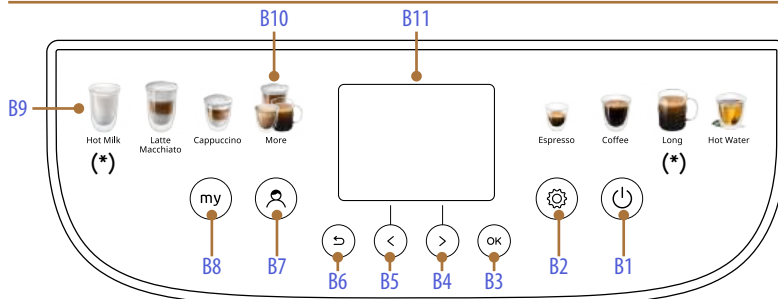 B10 B11
B9
Hot Milk Latte Macchiato Cappuccino More Espresso Coffee Long Hot Water
(*) (*)
my OK
B8 B7 B6 B5 B4 B3 B2 B1